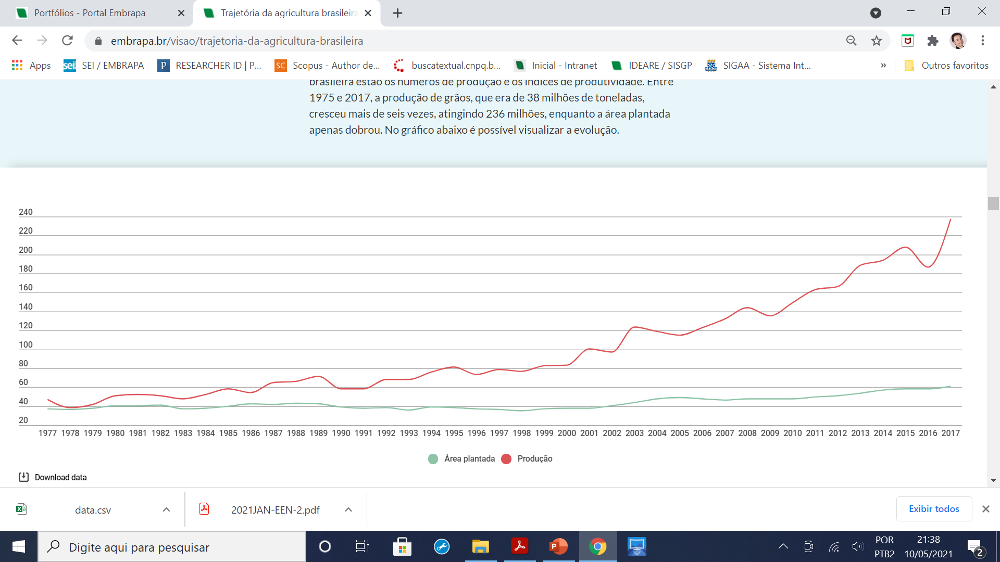 Portfólios - Portal Embrapa
Trajetória da agricultura brasileira
embrapa.br/visao/trajetoria-da-agricultura-brasileira
Apps
sei
SEI / EMBRAPA
P
RESEARCHER ID | P...
SC
Scopus - Author de...
buscatextual.cnpq.b...
Inicial - Intranet
IDEARE / SISGP
SIGAA - Sistema Int...
»
Outros favoritos
brasileira estão os números de produção e os índices de produtividade. Entre
1975 e 2017, a produção de grãos, que era de 38 milhões de toneladas,
cresceu mais de seis vezes, atingindo 236 milhões, enquanto a área plantada
apenas dobrou. No gráfico abaixo é possível visualizar a evolução.
240
220
200
180
160
140
120
100
80
60
40
20
1977 1978 1979 1980 1981 1982 1983 1984 1985 1986 1987 1988 1989 1990 1991 1992 1993 1994 1995 1996 1997 1998 1999 2000 2001 2002 2003 2004 2005 2006 2007 2008 2009 2010 2011 2012 2013 2014 2015 2016 2017
Área plantada Produção
Download data
data.csv
2021JAN-EEN-2.pdf
Exibir todos
Digite aqui para pesquisar
POR
PTB2
21:38
10/05/2021
2